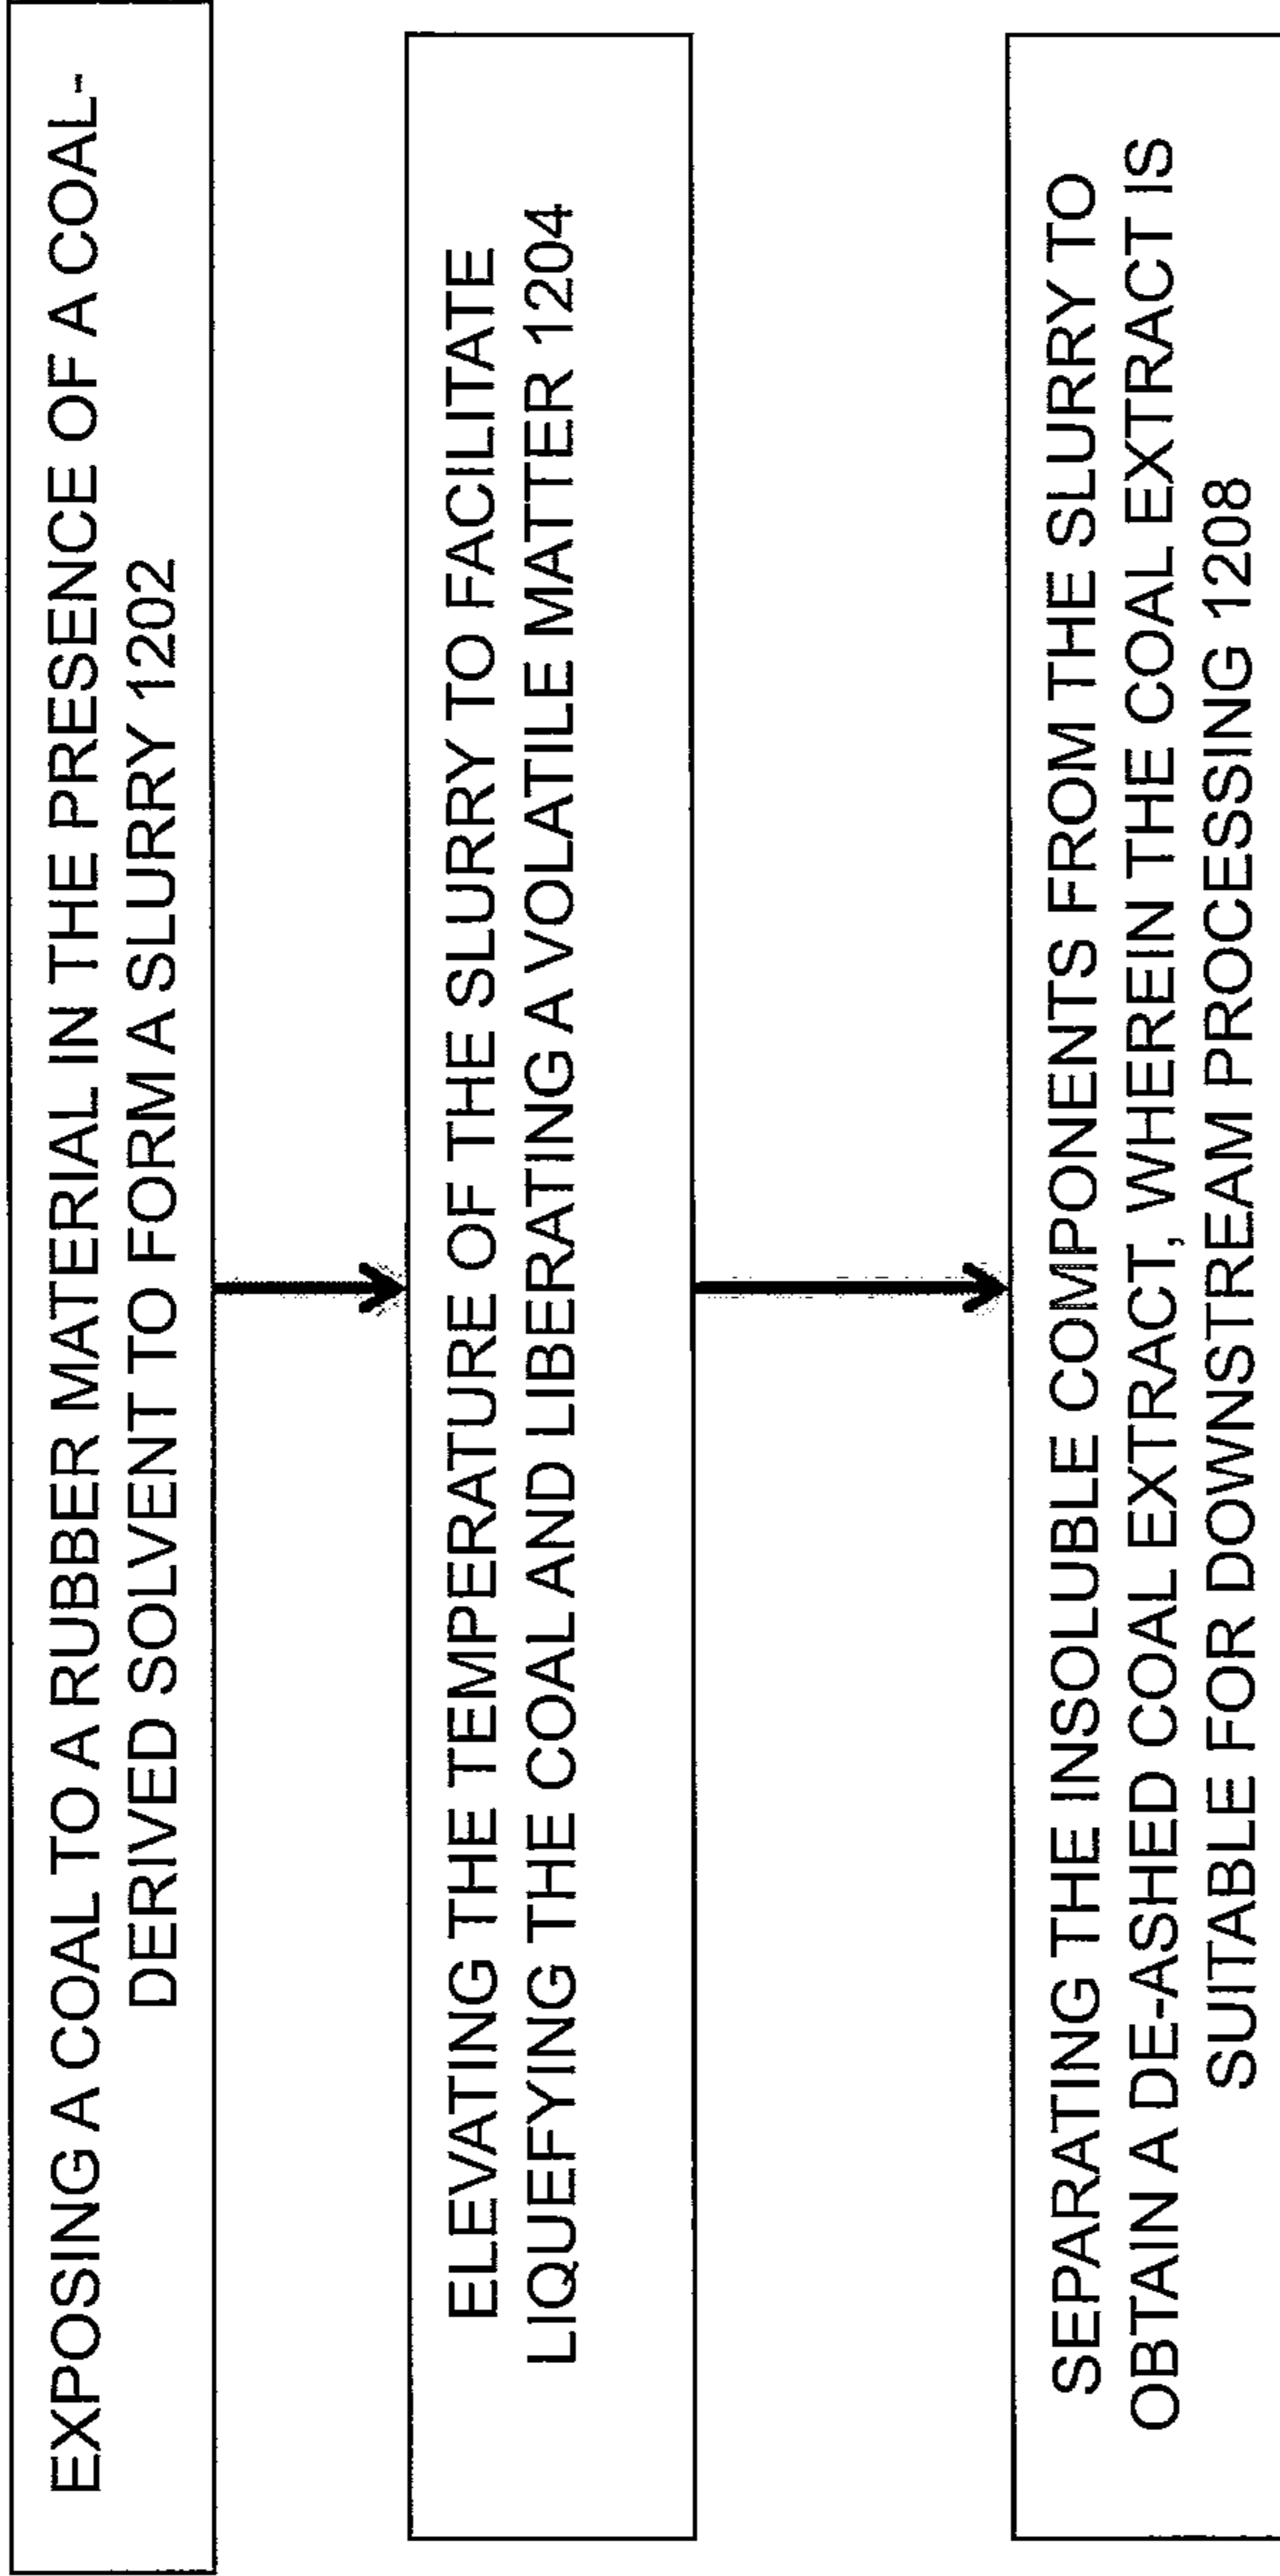 EXPOSING A COAL TO A RUBBER MATERIAL IN THE PRESENCE OF A COAL-
DERIVED SOLVENT TO FORM A SLURRY 1202
ELEVATING THE TEMPERATURE OF THE SLURRY TO FACILITATE
LIQUEFYING THE COAL AND LIBERATING A VOLATILE MATTER 1204
SEPARATING THE INSOLUBLE COMPONENTS FROM THE SLURRY TO
OBTAIN A DE-ASHED COAL EXTRACT, WHEREIN THE COAL EXTRACT IS
SUITABLE FOR DOWNSTREAM PROCESSING 1208